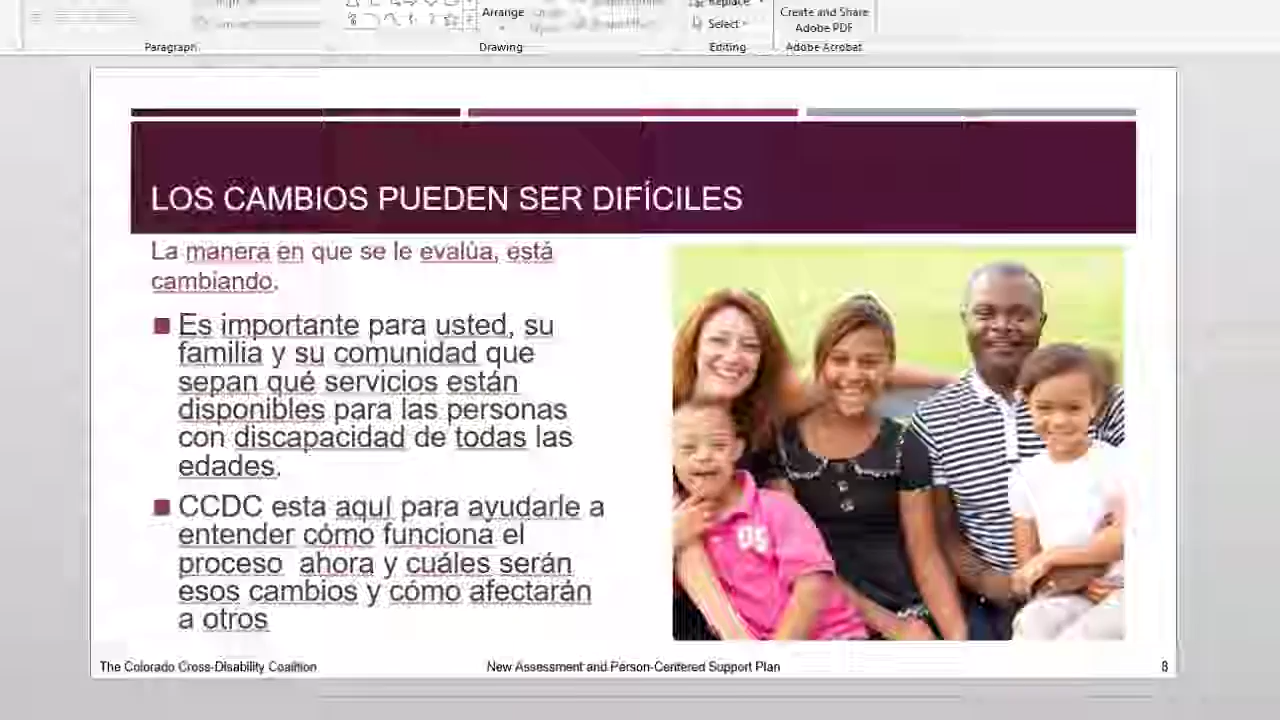 Replace
Arrange
Select
Create and Share
Adobe PDF
Paragraph
Drawing
Editing
Adobe Acrobat
LOS CAMBIOS PUEDEN SER DIFÍCILES
La manera en que se le evalúa, está
cambiando.
Es importante para usted, su
familia y su comunidad que
sepan qué servicios están
disponibles para las personas
con discapacidad de todas las
edades.
CCDC esta aquí para ayudarle a
entender cómo funciona el
proceso ahora y cuáles serán
esos cambios y cómo afectarán
a otros
The Colorado Cross-Disability Coalition
New Assessment and Person-Centered Support Plan
8